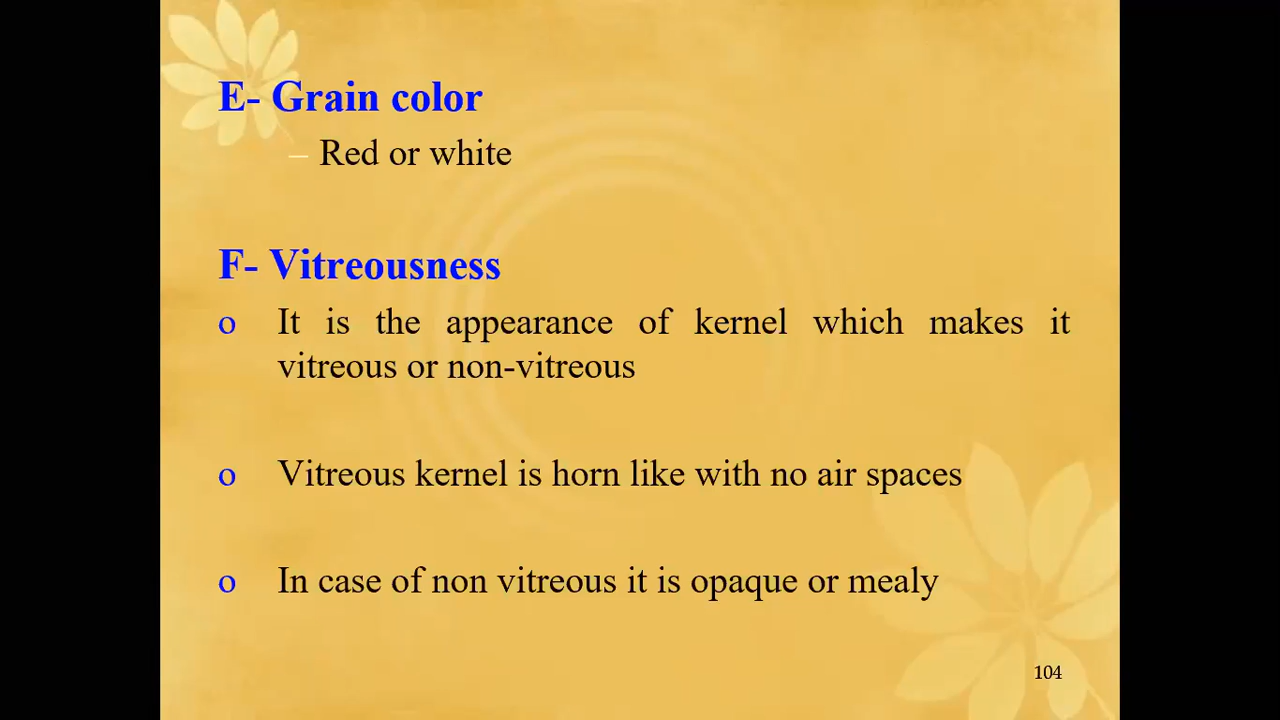 E- Grain color
– Red or white
F- Vitreousness
o It is the appearance of kernel which makes it
vitreous or non-vitreous
o Vitreous kernel is horn like with no air spaces
o In case of non vitreous it is opaque or mealy
104